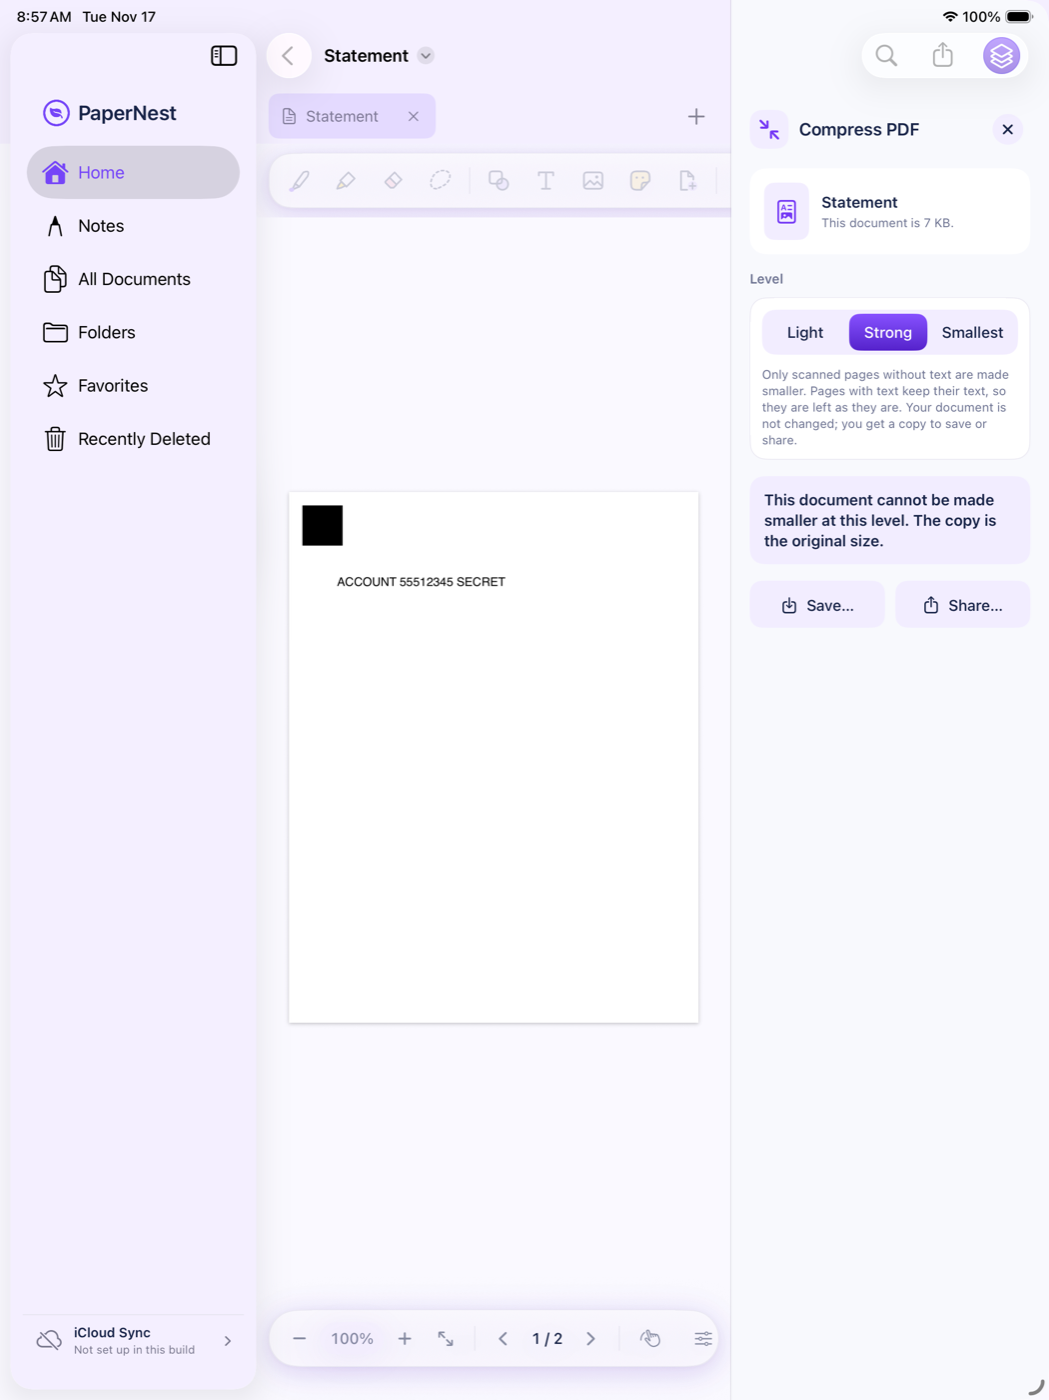 8:57 AM Tue Nov 17
100%
Statement
PaperNest
Statement
Compress PDF
Home
Notes
All Documents
Folders
Favorites
Recently Deleted
Statement
This document is 7 KB.
Level
Light
Strong
Smallest
Only scanned pages without text are made
smaller. Pages with text keep their text, so
they are left as they are. Your document is
not changed; you get a copy to save or
share.
This document cannot be made
smaller at this level. The copy is
the original size.
Save...
Share...
ACCOUNT 55512345 SECRET
iCloud Sync
Not set up in this build
100%
1 / 2